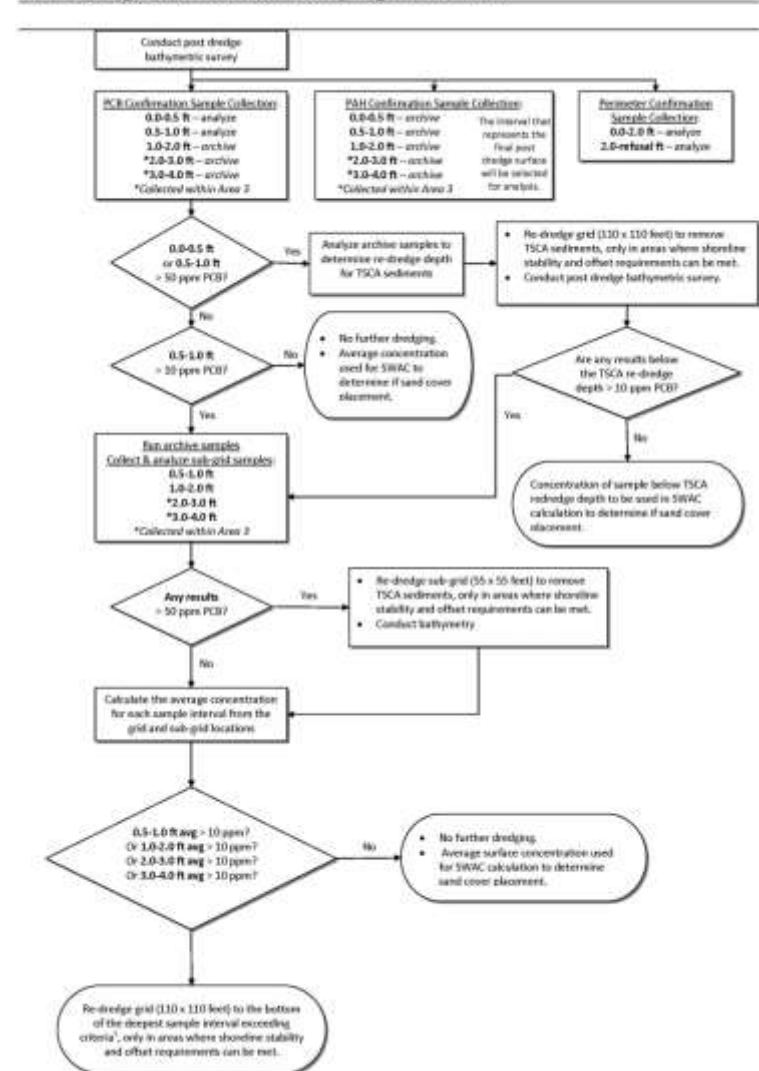 Conduct post dredge
bathymetric survey
PCB Confirmation Sample Collection:
0.0-0.5 ft – analyze
0.5-1.0 ft – analyze
1.0-2.0 ft – archive
*2.0-3.0 ft – archive
*3.0-4.0 ft – archive
*Collected within Area 3
PAH Confirmation Sample Collection:
0.0-0.5 ft – archive
0.5-1.0 ft – archive
1.0-2.0 ft – archive
*2.0-3.0 ft – archive
*3.0-4.0 ft – archive
*Collected within Area 3
The interval that
represents the
final post
dredge surface
will be selected
for analysis.
Perimeter Confirmation
Sample Collection:
0.0-2.0 ft – analyze
2.0-refusal ft – analyze
0.0-0.5 ft
or 0.5-1.0 ft
> 50 ppm PCB?
Yes
Analyze archive samples to
determine re-dredge depth
for TSCA sediments
• Re-dredge grid (110 x 110 feet) to remove
TSCA sediments, only in areas where shoreline
stability and offset requirements can be met.
• Conduct post dredge bathymetric survey.
No
0.5-1.0 ft
> 10 ppm PCB?
No
• No further dredging.
• Average concentration
used for SWAC to
determine if sand cover
placement.
Are any results below
the TSCA re-dredge
depth > 10 ppm PCB?
Yes
Yes
No
Run archive samples
Collect & analyze sub-grid samples:
0.5-1.0 ft
1.0-2.0 ft
*2.0-3.0 ft
*3.0-4.0 ft
*Collected within Area 3
Concentration of sample below TSCA
redredge depth to be used in SWAC
calculation to determine if sand cover
placement.
Any results
> 50 ppm PCB?
Yes
• Re-dredge sub-grid (55 x 55 feet) to remove
TSCA sediments, only in areas where shoreline
stability and offset requirements can be met.
• Conduct bathymetry
No
Calculate the average concentration
for each sample interval from the
grid and sub-grid locations
0.5-1.0 ft avg > 10 ppm?
Or 1.0-2.0 ft avg > 10 ppm?
Or 2.0-3.0 ft avg > 10 ppm?
Or 3.0-4.0 ft avg > 10 ppm?
No
• No further dredging.
• Average surface concentration used
for SWAC calculation to determine
sand cover placement.
Re-dredge grid (110 x 110 feet) to the bottom
of the deepest sample interval exceeding
criteria¹, only in areas where shoreline stability
and offset requirements can be met.